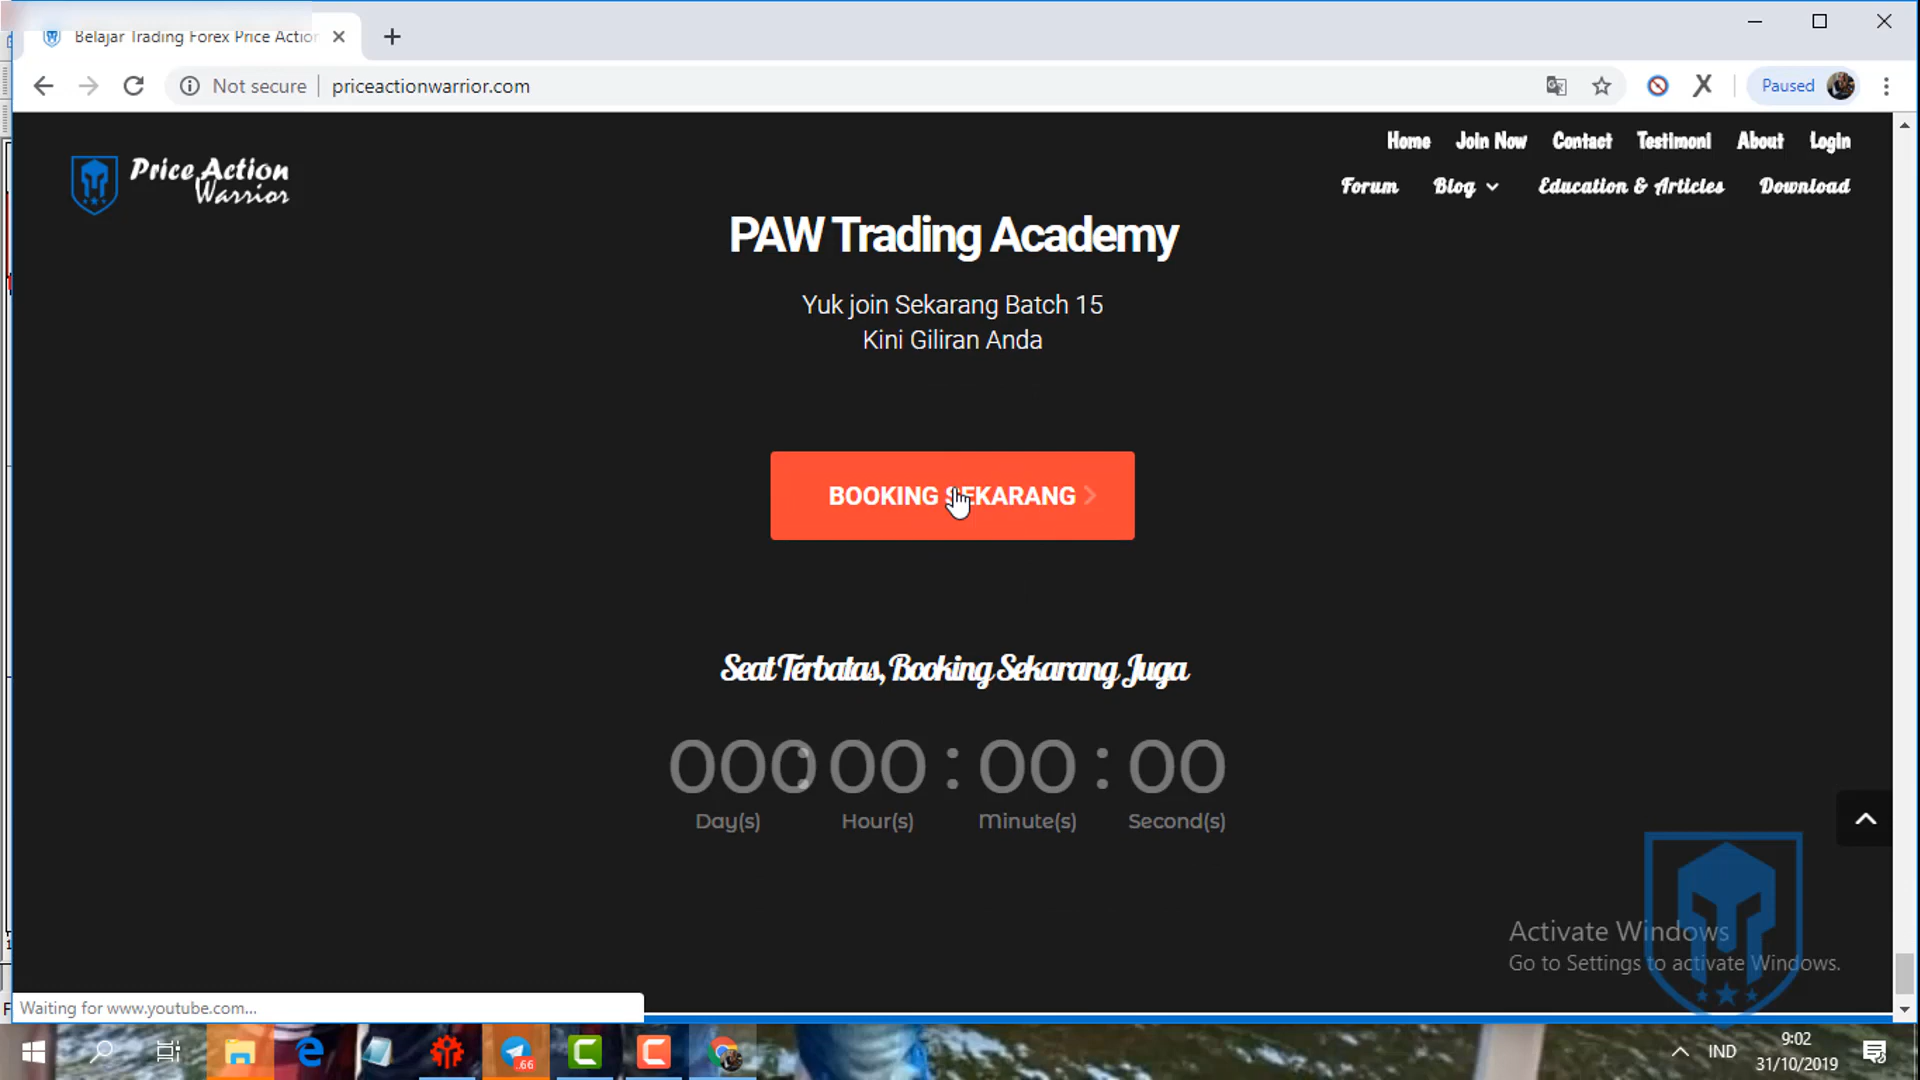 Belajar Trading Forex Price Action
Not secure
priceactionwarrior.com
Paused
Price Action
Warrior
Home
Join Now
Contact
Testimoni
About
Login
Forum
Blog
Education & Articles
Download
PAW Trading Academy
Yuk join Sekarang Batch 15
Kini Giliran Anda
BOOKING SEKARANG
Seat Terbatas, Booking Sekarang Juga
000 : 00 : 00 : 00
Day(s)
Hour(s)
Minute(s)
Second(s)
Activate Windows
Go to Settings to activate Windows.
Waiting for www.youtube.com...
66
IND
9:02
31/10/2019